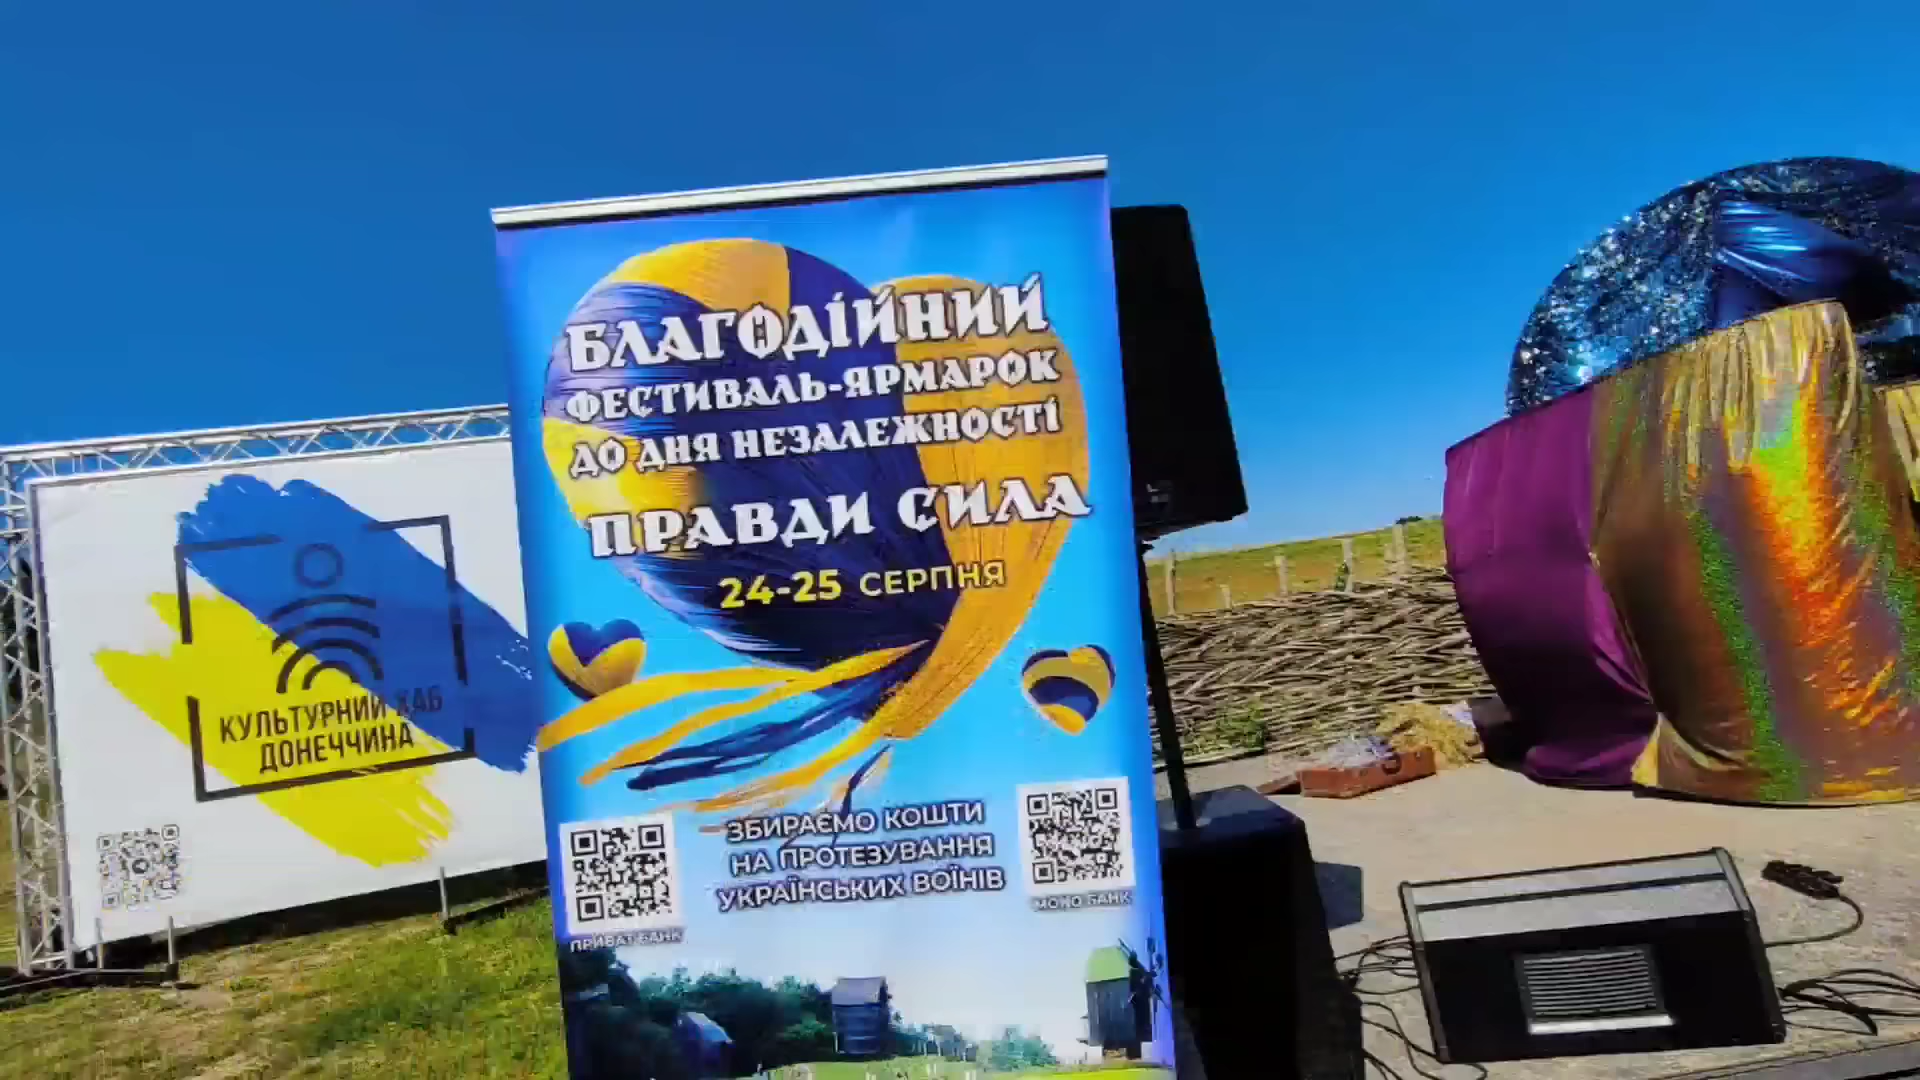 БЛАГОДІЙНИЙ
ФЕСТИВАЛЬ-ЯРМАРОК
ДО ДНЯ НЕЗАЛЕЖНОСТІ
ПРАВДИ СИЛА
24-25 СЕРПНЯ
ЗБИРАЄМО КОШТИ
НА ПРОТЕЗУВАННЯ
УКРАЇНСЬКИХ ВОЇНІВ
ПРИВАТ БАНК
МОНО БАНК
КУЛЬТУРНИЙ ХАБ
ДОНЕЧЧИНА